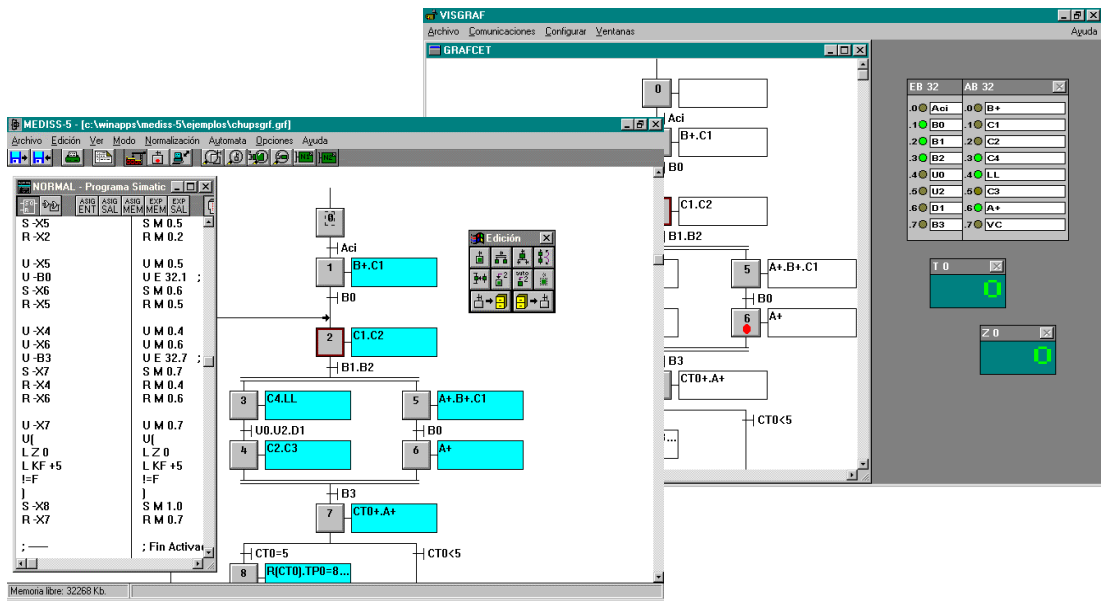 VISGRAF
Archivo Comunicaciones Configurar Ventanas Ayuda
GRAFCET
0
Aci
B+.C1
B0
C1.C2
B1.B2
5 A+.B+.C1
B0
6 A+
B3
CT0+.A+
CT0<5
EB 32 AB 32
.0 Aci .0 B+
.1 B0 .1 C1
.2 B1 .2 C2
.3 B2 .3 C4
.4 U0 .4 LL
.5 U2 .5 C3
.6 D1 .6 A+
.7 B3 .7 VC
T 0
0
Z 0
0
MEDISS-5 - [c:\winapps\mediss-5\ejemplos\chupsgrf.grf]
Archivo Edición Ver Modo Normalización Automata Opciones Ayuda
NORMAL - Programa Simatic
ASIG ENT ASIG SAL ASIG MEM EXP MEM EXP SAL
S -X5 S M 0.5
R -X2 R M 0.2
U -X5 U M 0.5
U -B0 U E 32.1 ;
S -X6 S M 0.6
R -X5 R M 0.5
U -X4 U M 0.4
U -X6 U M 0.6
U -B3 U E 32.7 ;
S -X7 S M 0.7
R -X4 R M 0.4
R -X6 R M 0.6
U -X7 U M 0.7
U( U(
L Z 0 L Z 0
L KF +5 L KF +5
!=F !=F
) )
S -X8 S M 1.0
R -X7 R M 0.7
; ---- ; Fin Activa
0
Aci
1 B+.C1
B0
2 C1.C2
B1.B2
3 C4.LL 5 A+.B+.C1
U0.U2.D1 B0
4 C2.C3 6 A+
B3
7 CT0+.A+
CT0=5 CT0<5
8 R(CT0).TP0=8...
Edición
auto
Memoria libre: 32268 Kb.